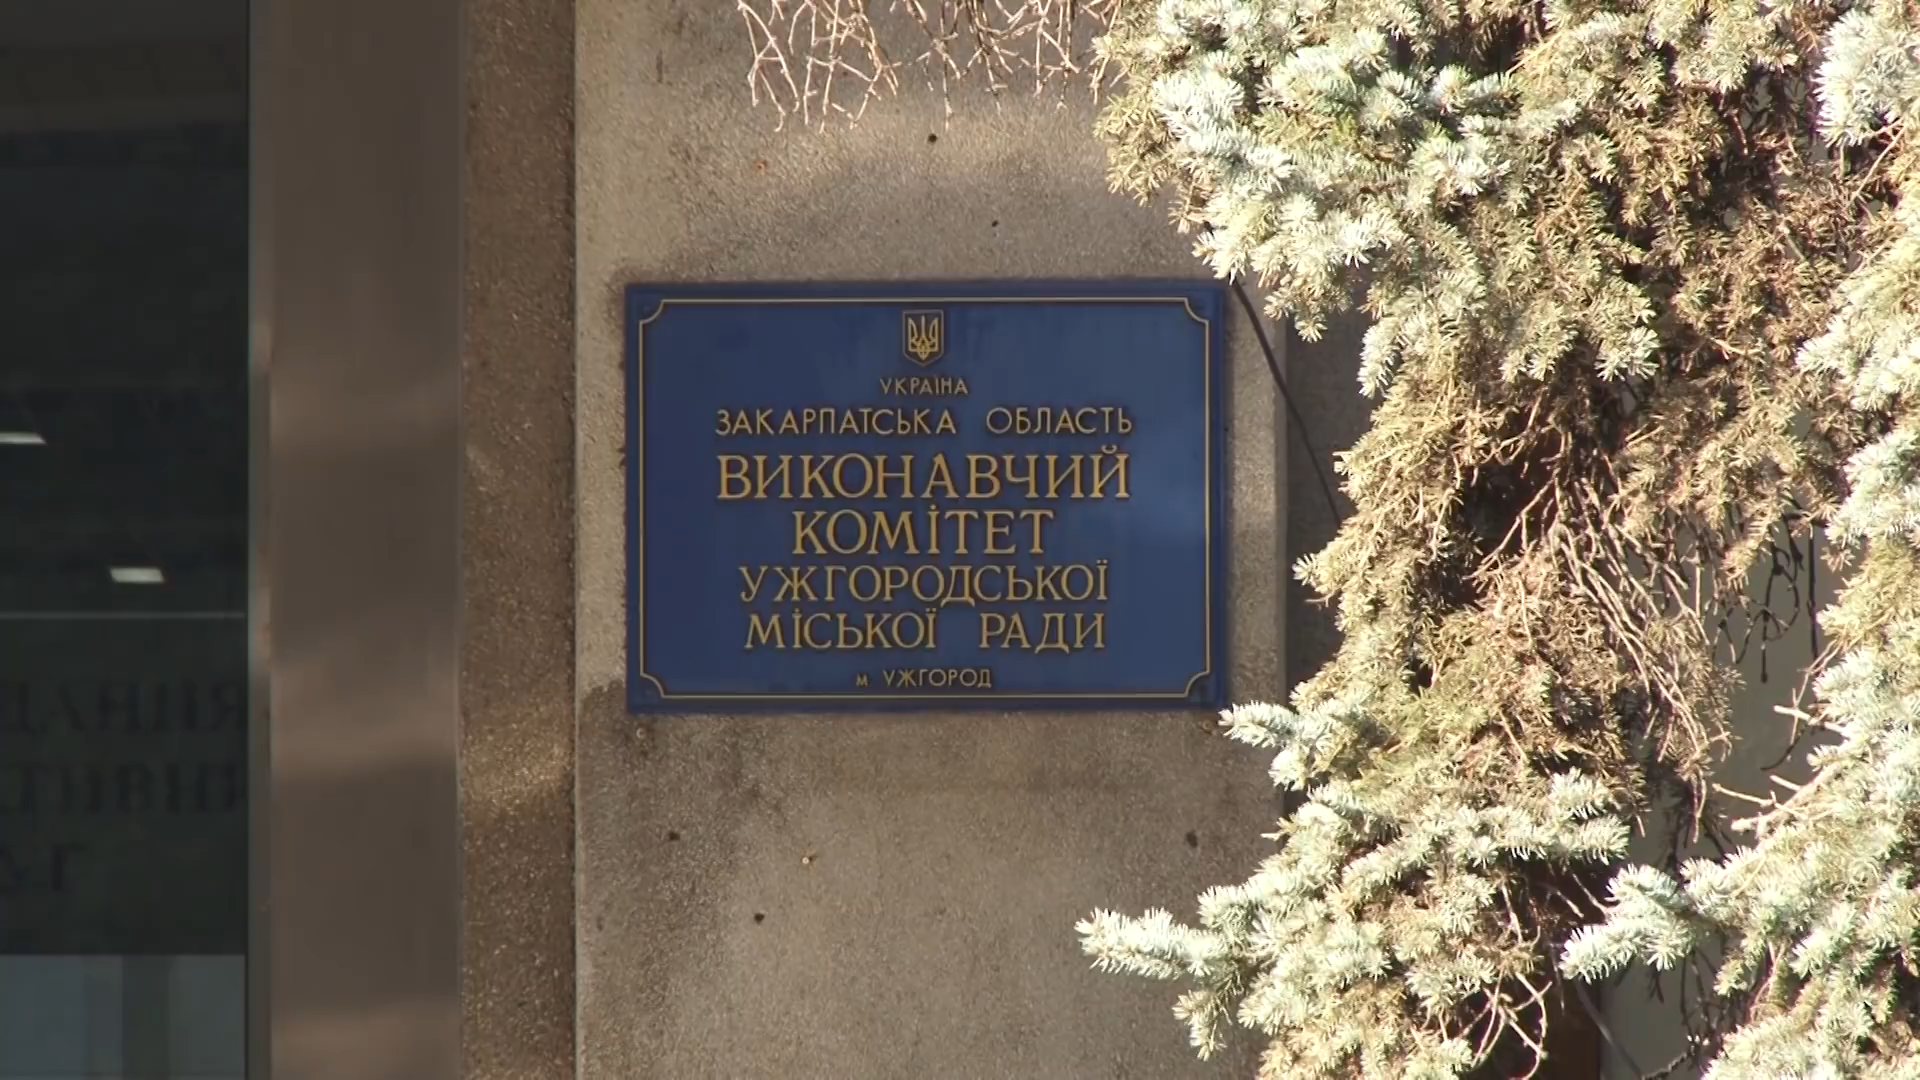 УКРАЇНА
ЗАКАРПАТСЬКА ОБЛАСТЬ
ВИКОНАВЧИЙ
КОМІТЕТ
УЖГОРОДСЬКОЇ
МІСЬКОЇ РАДИ
м УЖГОРОД